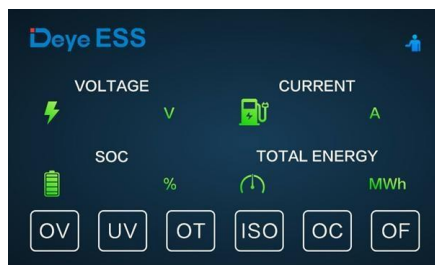 Deye ESS
VOLTAGE CURRENT
V A
SOC TOTAL ENERGY
% MWh
OV UV OT ISO OC OF